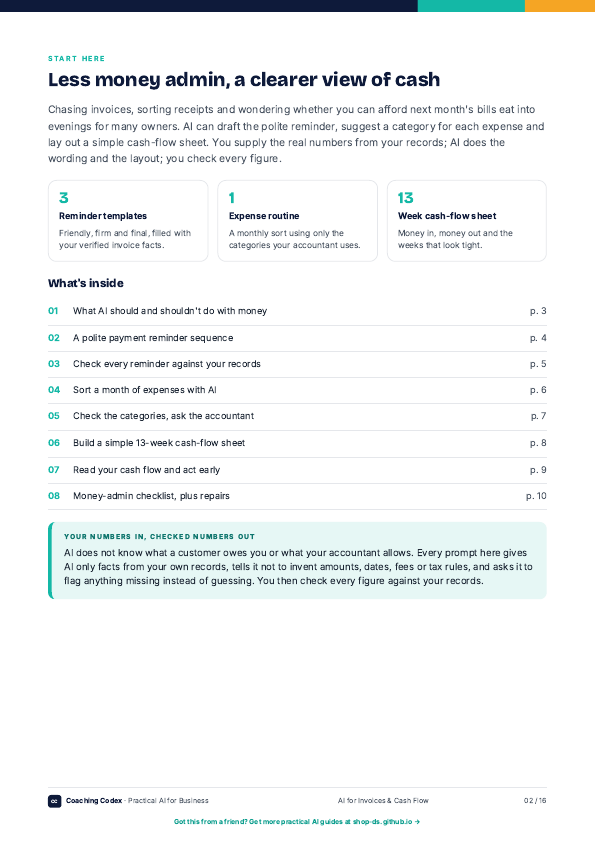 START HERE
Less money admin, a clearer view of cash
Chasing invoices, sorting receipts and wondering whether you can afford next month's bills eat into
evenings for many owners. AI can draft the polite reminder, suggest a category for each expense and
lay out a simple cash-flow sheet. You supply the real numbers from your records; AI does the
wording and the layout; you check every figure.
3
Reminder templates
Friendly, firm and final, filled with
your verified invoice facts.
1
Expense routine
A monthly sort using only the
categories your accountant uses.
13
Week cash-flow sheet
Money in, money out and the
weeks that look tight.
What's inside
01 What AI should and shouldn't do with money p. 3
02 A polite payment reminder sequence p. 4
03 Check every reminder against your records p. 5
04 Sort a month of expenses with AI p. 6
05 Check the categories, ask the accountant p. 7
06 Build a simple 13-week cash-flow sheet p. 8
07 Read your cash flow and act early p. 9
08 Money-admin checklist, plus repairs p. 10
YOUR NUMBERS IN, CHECKED NUMBERS OUT
AI does not know what a customer owes you or what your accountant allows. Every prompt here gives
AI only facts from your own records, tells it not to invent amounts, dates, fees or tax rules, and asks it to
flag anything missing instead of guessing. You then check every figure against your records.
CC Coaching Codex · Practical AI for Business AI for Invoices & Cash Flow 02 / 16
Got this from a friend? Get more practical AI guides at shop-ds.github.io →